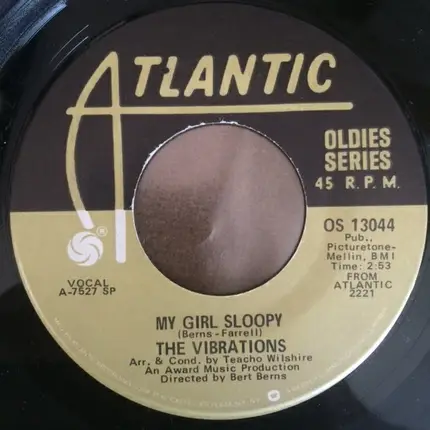 ATLANTIC
OLDIES
SERIES
45 R.P.M.
®
OS 13044
Pub.,
Picturetone-
Mellin, BMI
Time: 2:53
FROM
ATLANTIC
2221
VOCAL
A-7527 SP
MY GIRL SLOOPY
(Berns-Farrell)
THE VIBRATIONS
Arr. & Cond. by Teacho Wilshire
An Award Music Production
Directed by Bert Berns